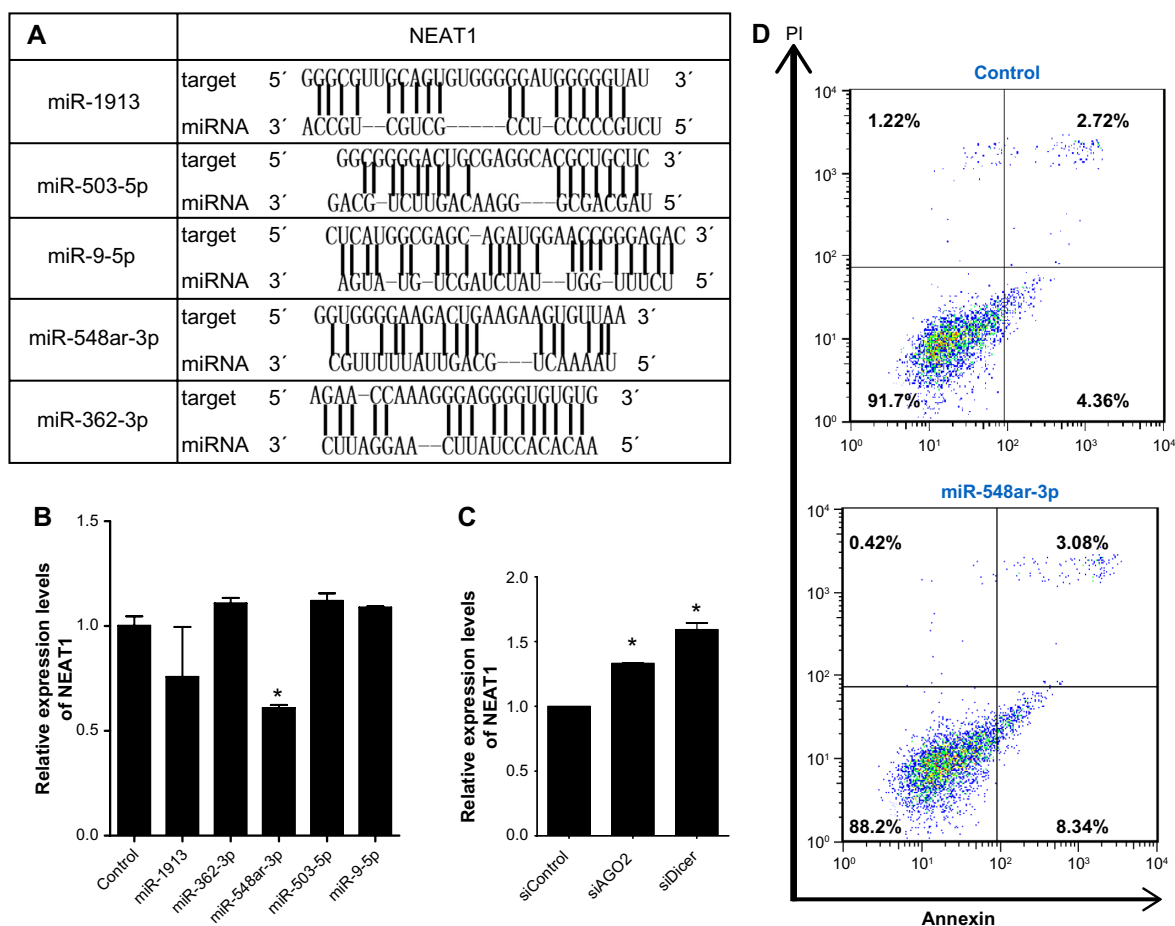 A
NEAT1
miR-1913
target 5´ GGGCGUUGCAGUGUGGGGGAUGGGGGUAU 3´
miRNA 3´ ACCGU--CGUCG-----CCU-CCCCCGUCU 5´
miR-503-5p
target 5´ GGCGGGGACUGCGAGGCACGCUGCUC 3´
miRNA 3´ GACG-UCUUGACAAGG---GCGACGAU 5´
miR-9-5p
target 5´ CUCAUGGCGAGC-AGAUGGAACCGGGAGAC 3´
miRNA 3´ AGUA-UG-UCGAUCUAU--UGG-UUUCU 5´
miR-548ar-3p
target 5´ GGUGGGGAAGACUGAAGAAGUGUUAA 3´
miRNA 3´ CGUUUUUAUUGACG---UCAAAAU 5´
miR-362-3p
target 5´ AGAA-CCAAAGGGAGGGGUGUGUG 3´
miRNA 3´ CUUAGGAA--CUUAUCCACACAA 5´
B
Relative expression levels
of NEAT1
1.5
1.0
0.5
0.0
*
Control
miR-1913
miR-362-3p
miR-548ar-3p
miR-503-5p
miR-9-5p
C
Relative expression levels
of NEAT1
2.0
1.5
1.0
0.5
0.0
*
*
siControl
siAGO2
siDicer
D
PI
Control
10⁴
10³
10²
10¹
10⁰
1.22%
2.72%
91.7%
4.36%
10⁰ 10¹ 10² 10³ 10⁴
miR-548ar-3p
10⁴
10³
10²
10¹
10⁰
0.42%
3.08%
88.2%
8.34%
10⁰ 10¹ 10² 10³ 10⁴
Annexin